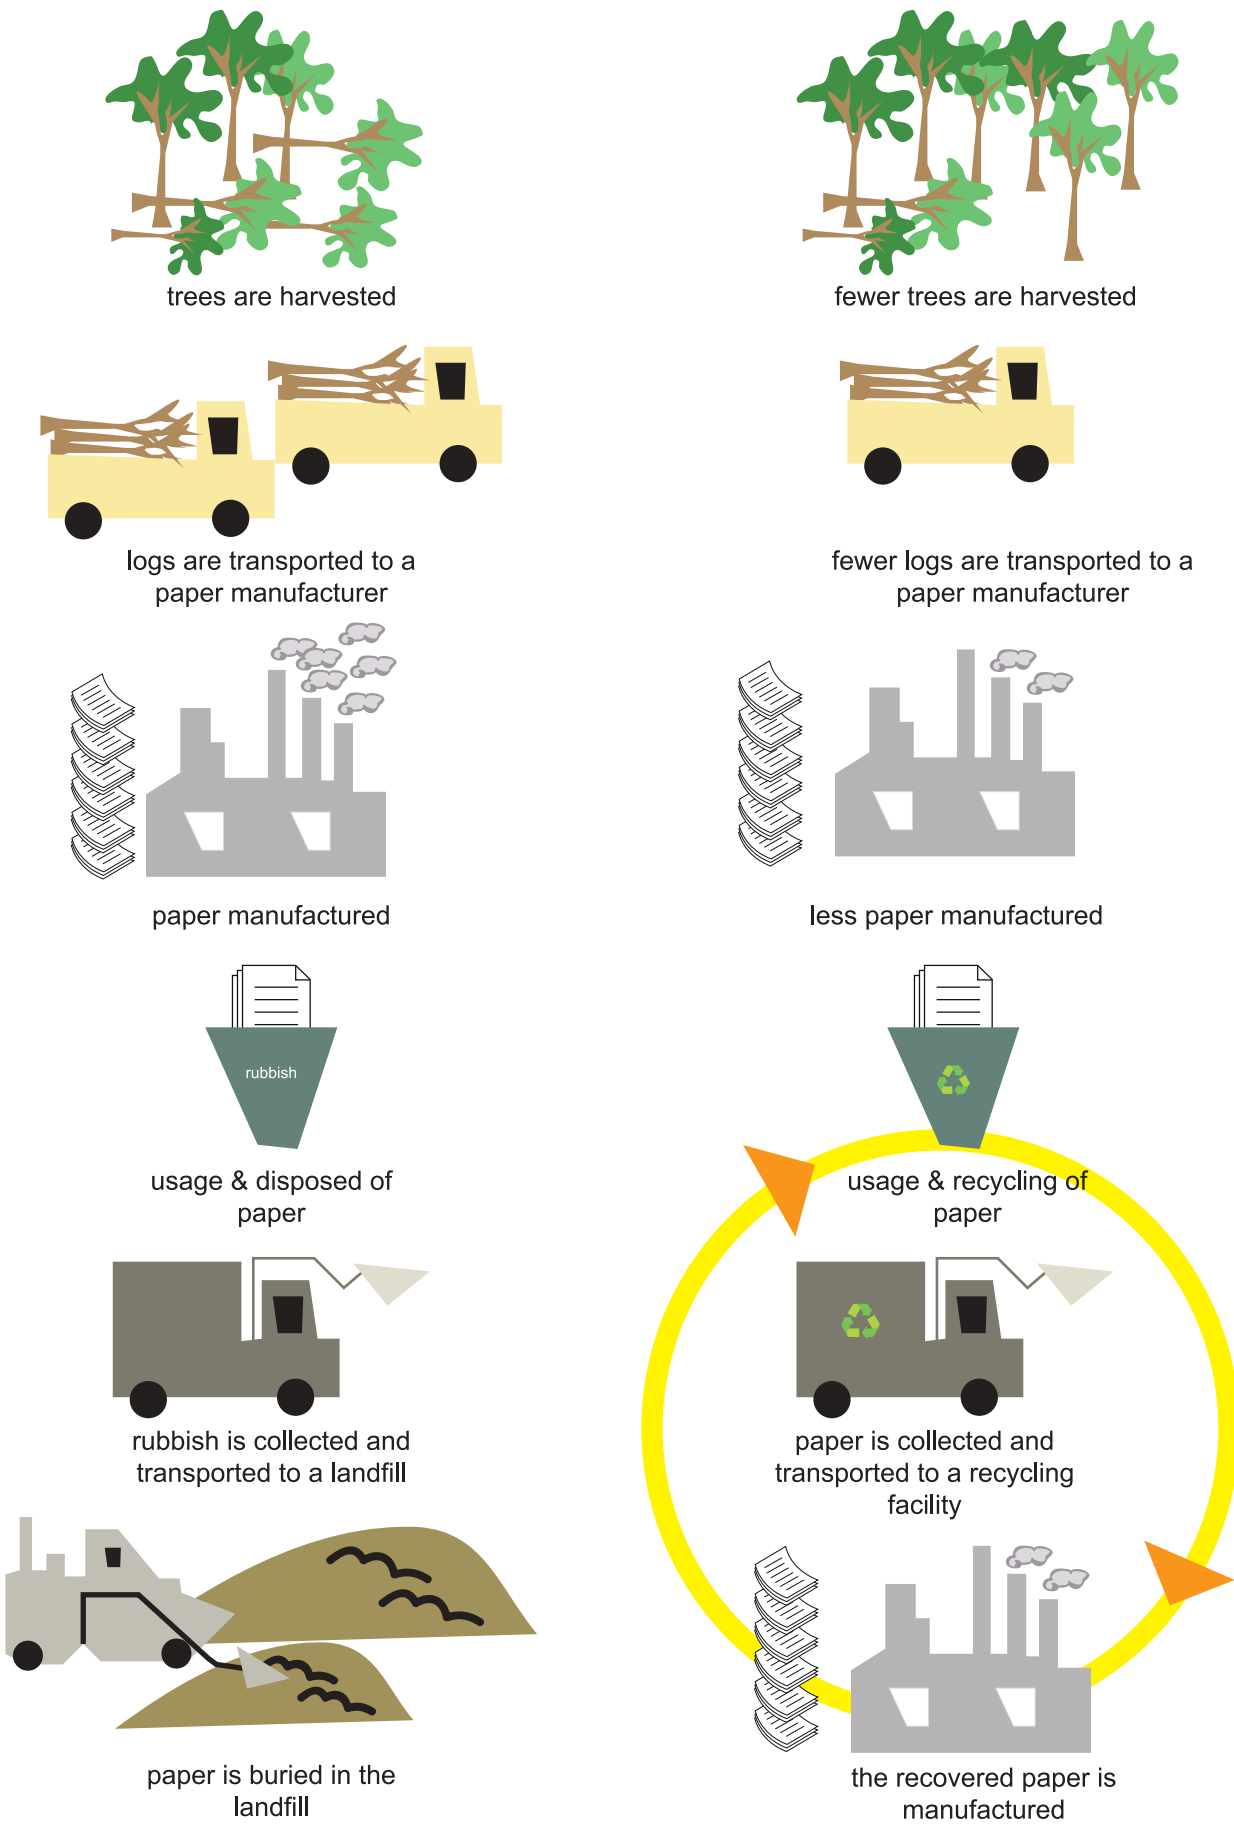 trees are harvested
fewer trees are harvested
logs are transported to a
paper manufacturer
fewer logs are transported to a
paper manufacturer
paper manufactured
less paper manufactured
rubbish
usage & disposed of
paper
usage & recycling of
paper
rubbish is collected and
transported to a landfill
paper is collected and
transported to a recycling
facility
paper is buried in the
landfill
the recovered paper is
manufactured